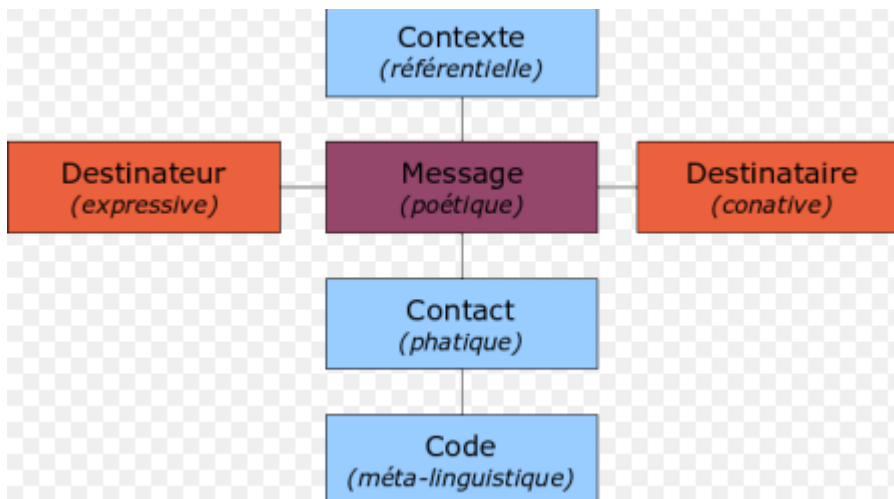 Contexte
(référentielle)
Destinateur
(expressive)
Message
(poétique)
Destinataire
(conative)
Contact
(phatique)
Code
(méta-linguistique)